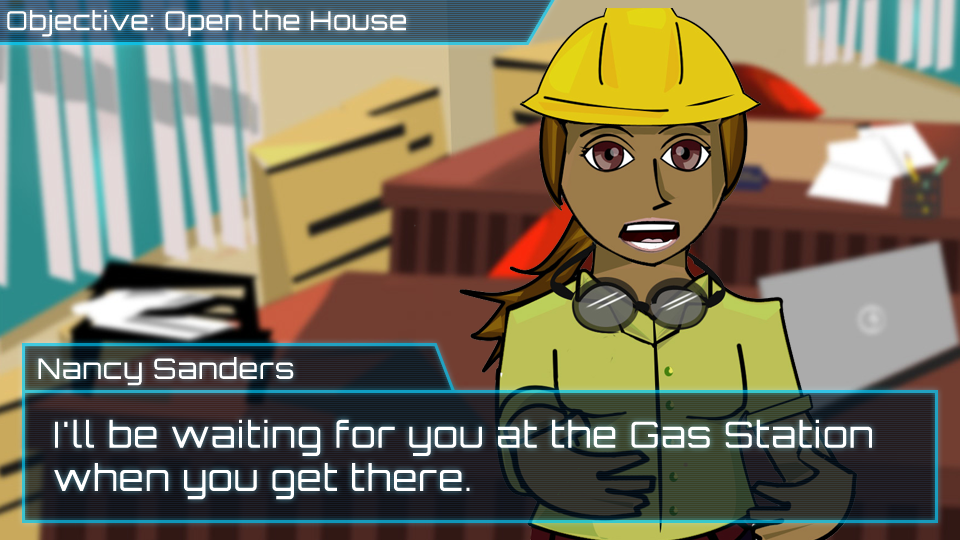 Objective: Open the House
Nancy Sanders
I'll be waiting for you at the Gas Station
when you get there.